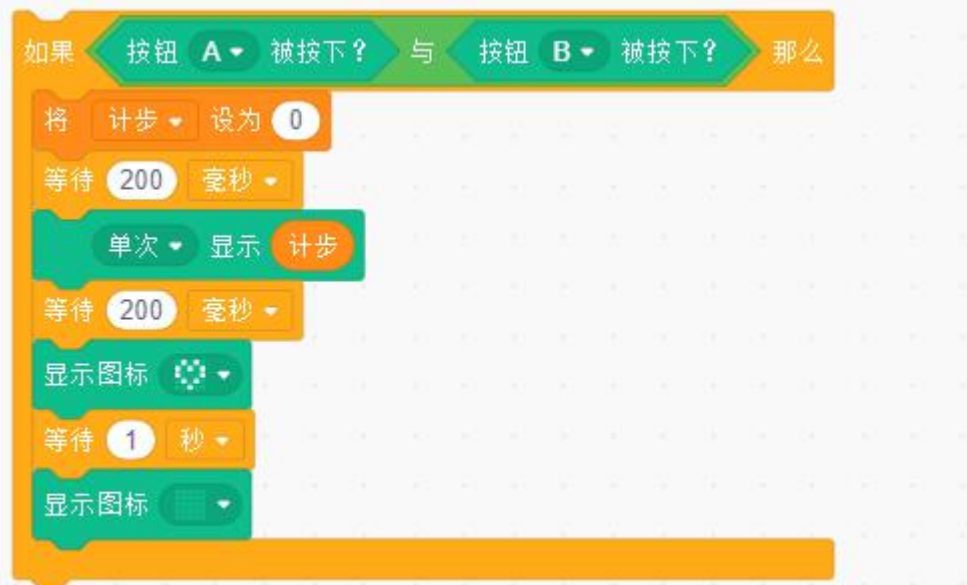 如果 按钮 A 被按下？ 与 按钮 B 被按下？ 那么
将 计步 设为 0
等待 200 毫秒
单次 显示 计步
等待 200 毫秒
显示图标
等待 1 秒
显示图标